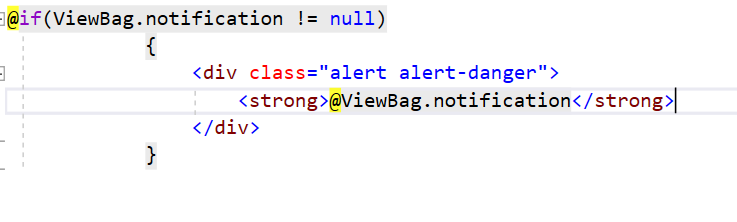 @if(ViewBag.notification != null)
{
<div class="alert alert-danger">
<strong>@ViewBag.notification</strong>
</div>
}